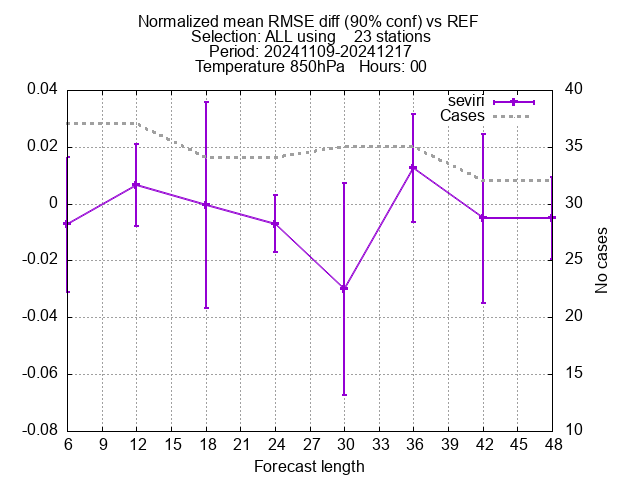 Normalized mean RMSE diff (90% conf) vs REF
Selection: ALL using    23 stations
Period: 20241109-20241217
Temperature 850hPa   Hours: 00
seviri
Cases
0.04
0.02
0
-0.02
-0.04
-0.06
-0.08
40
35
30
25
20
15
10
No cases
6 9 12 15 18 21 24 27 30 33 36 39 42 45 48
Forecast length